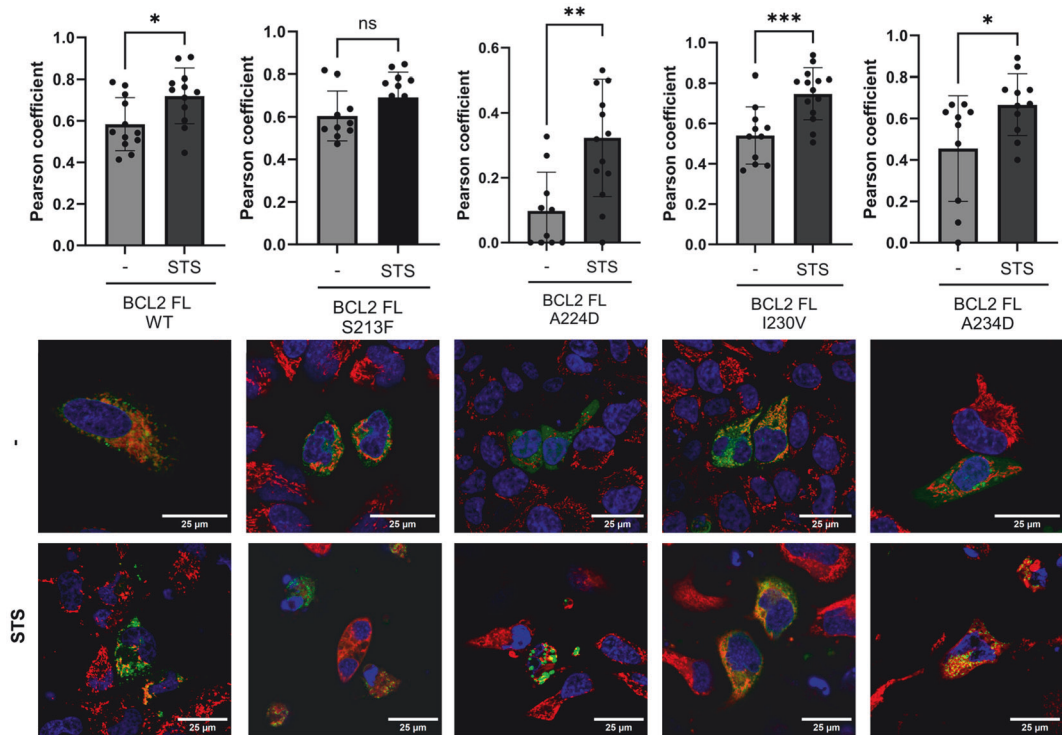 * ns ** *** *
Pearson coefficient
1.0
0.8
0.6
0.4
0.2
0.0
- STS
BCL2 FL
WT
Pearson coefficient
1.0
0.8
0.6
0.4
0.2
0.0
- STS
BCL2 FL
S213F
Pearson coefficient
0.6
0.4
0.2
0.0
- STS
BCL2 FL
A224D
Pearson coefficient
1.0
0.8
0.6
0.4
0.2
0.0
- STS
BCL2 FL
I230V
Pearson coefficient
1.0
0.8
0.6
0.4
0.2
0.0
- STS
BCL2 FL
A234D
-
25 µm
25 µm
25 µm
25 µm
25 µm
STS
25 µm
25 µm
25 µm
25 µm
25 µm